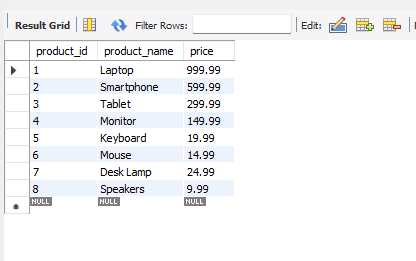 Result Grid Filter Rows: Edit:
product_id product_name price
1 Laptop 999.99
2 Smartphone 599.99
3 Tablet 299.99
4 Monitor 149.99
5 Keyboard 19.99
6 Mouse 14.99
7 Desk Lamp 24.99
8 Speakers 9.99
NULL NULL NULL